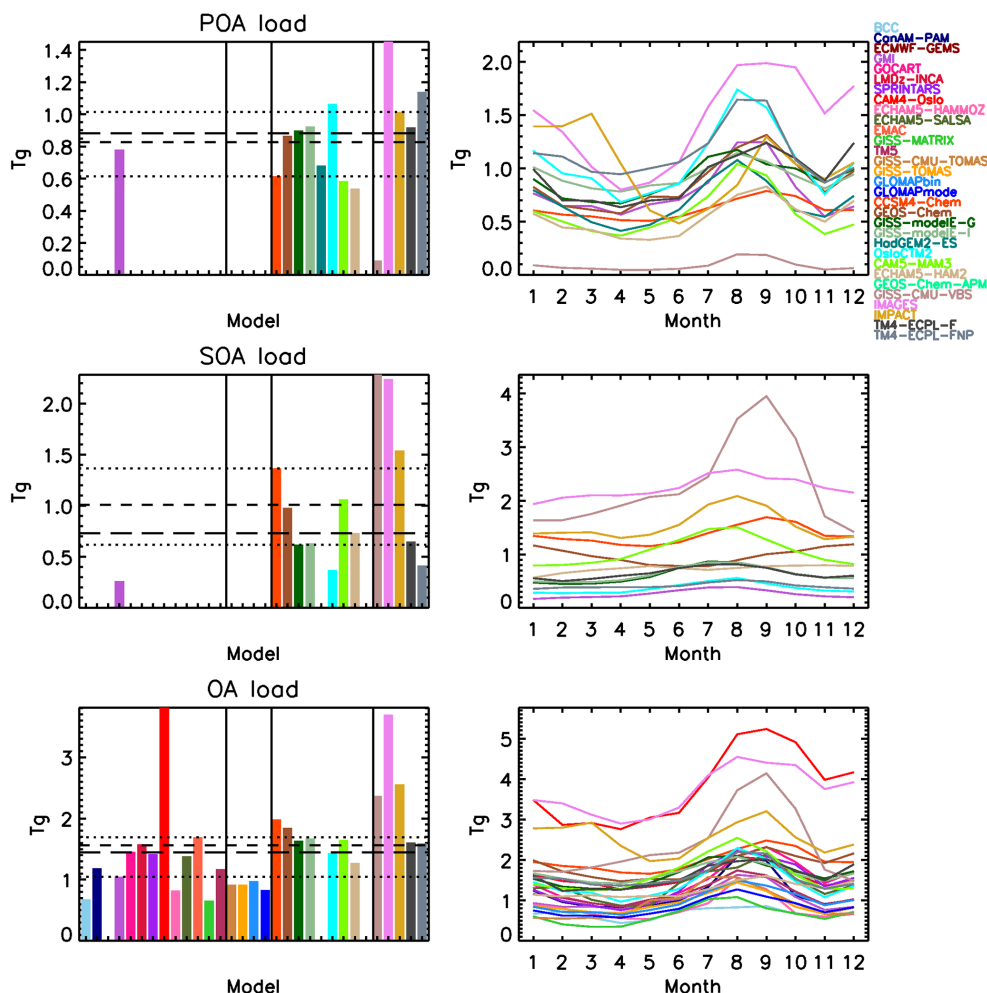 POA load
Tg
1.4
1.2
1.0
0.8
0.6
0.4
0.2
0.0
Model
Tg
2.0
1.5
1.0
0.5
0.0
1 2 3 4 5 6 7 8 9 10 11 12
Month
BCC
CanAM-PAM
ECMWF-GEMS
GMI
GOCART
LMDz-INCA
SPRINTARS
CAM4-Oslo
ECHAM5-HAMMOZ
ECHAM5-SALSA
EMAC
GISS-MATRIX
TM5
GISS-CMU-TOMAS
GISS-TOMAS
GLOMAPbin
GLOMAPmode
CCSM4-Chem
GEOS-Chem
GISS-modelE-G
GISS-modelE-I
HadGEM2-ES
OsloCTM2
CAM5-MAM3
ECHAM5-HAM2
GEOS-Chem-APM
GISS-CMU-VBS
IMAGES
IMPACT
TM4-ECPL-F
TM4-ECPL-FNP
SOA load
Tg
2.0
1.5
1.0
0.5
0.0
Model
Tg
4
3
2
1
0
1 2 3 4 5 6 7 8 9 10 11 12
Month
OA load
Tg
3
2
1
0
Model
Tg
5
4
3
2
1
0
1 2 3 4 5 6 7 8 9 10 11 12
Month